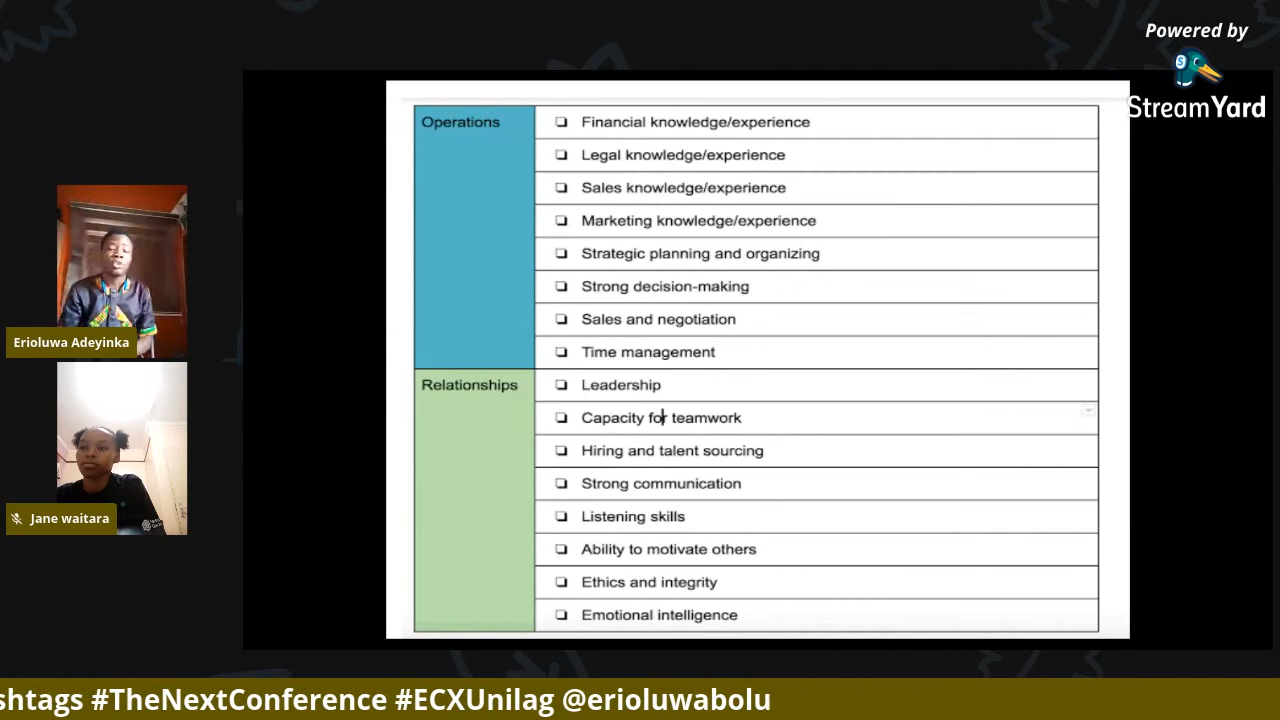 Powered by
StreamYard
Operations
Financial knowledge/experience
Legal knowledge/experience
Sales knowledge/experience
Marketing knowledge/experience
Strategic planning and organizing
Strong decision-making
Sales and negotiation
Time management
Relationships
Leadership
Capacity for teamwork
Hiring and talent sourcing
Strong communication
Listening skills
Ability to motivate others
Ethics and integrity
Emotional intelligence
Erioluwa Adeyinka
Jane waitara
shtags #TheNextConference #ECXUnilag @erioluwabolu